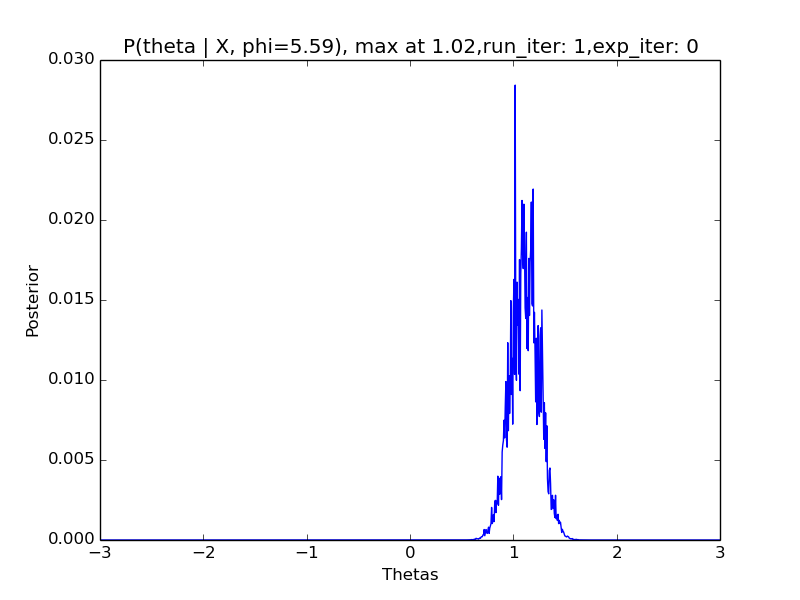 P(theta | X, phi=5.59), max at 1.02,run_iter: 1,exp_iter: 0
0.030
0.025
0.020
0.015
0.010
0.005
0.000
Posterior
−3 −2 −1 0 1 2 3
Thetas